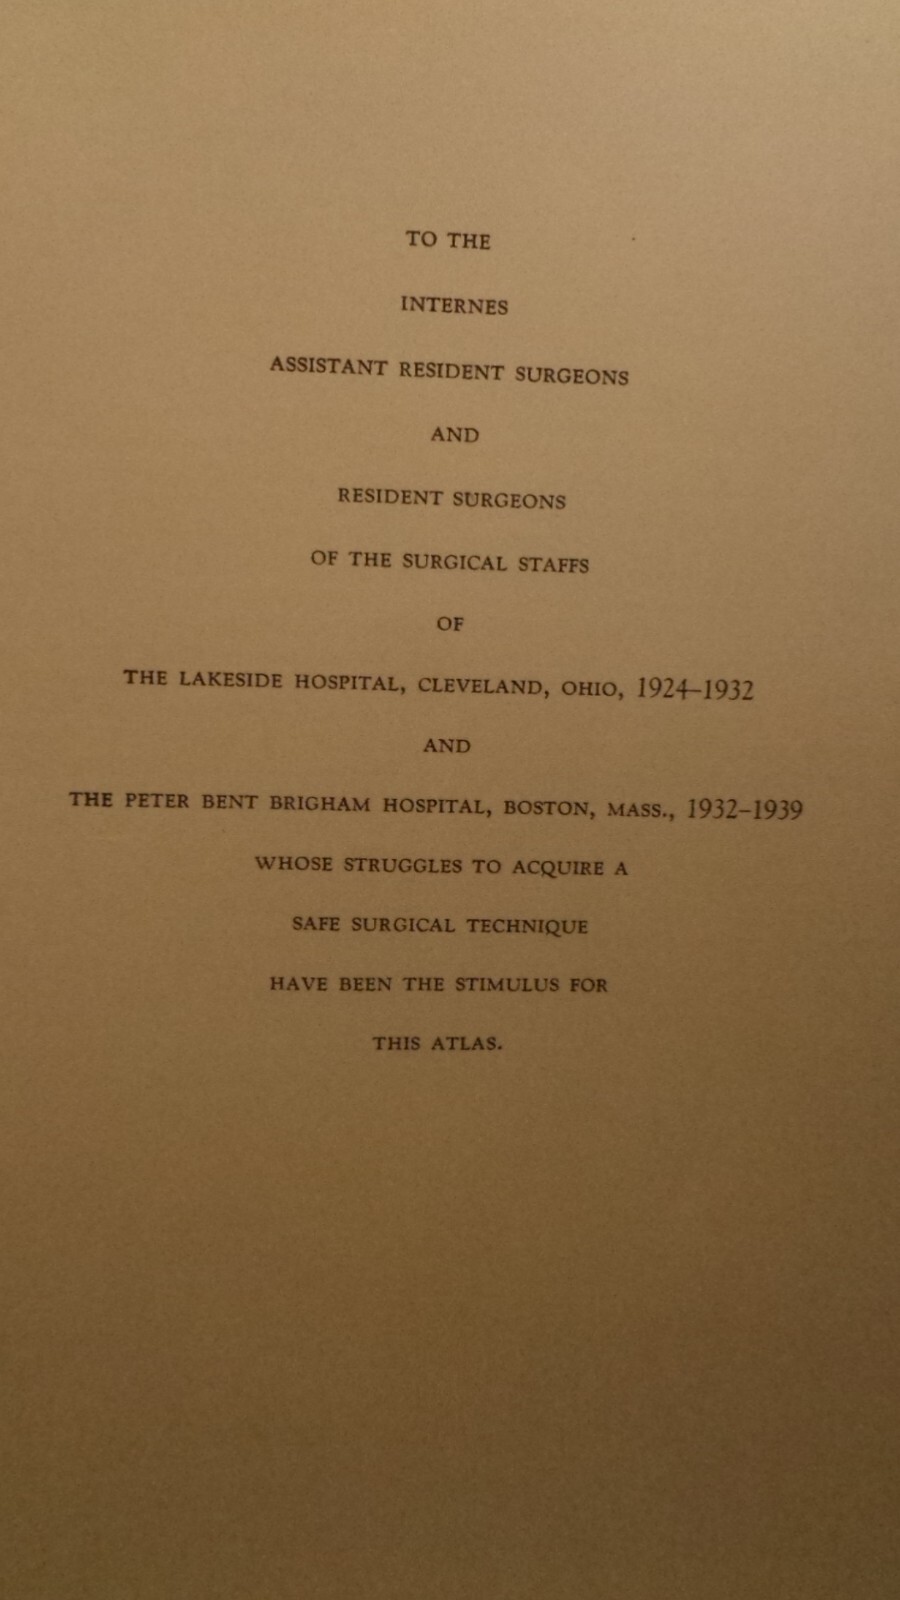 TO THE
INTERNES
ASSISTANT RESIDENT SURGEONS
AND
RESIDENT SURGEONS
OF THE SURGICAL STAFFS
OF
THE LAKESIDE HOSPITAL, CLEVELAND, OHIO, 1924–1932
AND
THE PETER BENT BRIGHAM HOSPITAL, BOSTON, MASS., 1932–1939
WHOSE STRUGGLES TO ACQUIRE A
SAFE SURGICAL TECHNIQUE
HAVE BEEN THE STIMULUS FOR
THIS ATLAS.